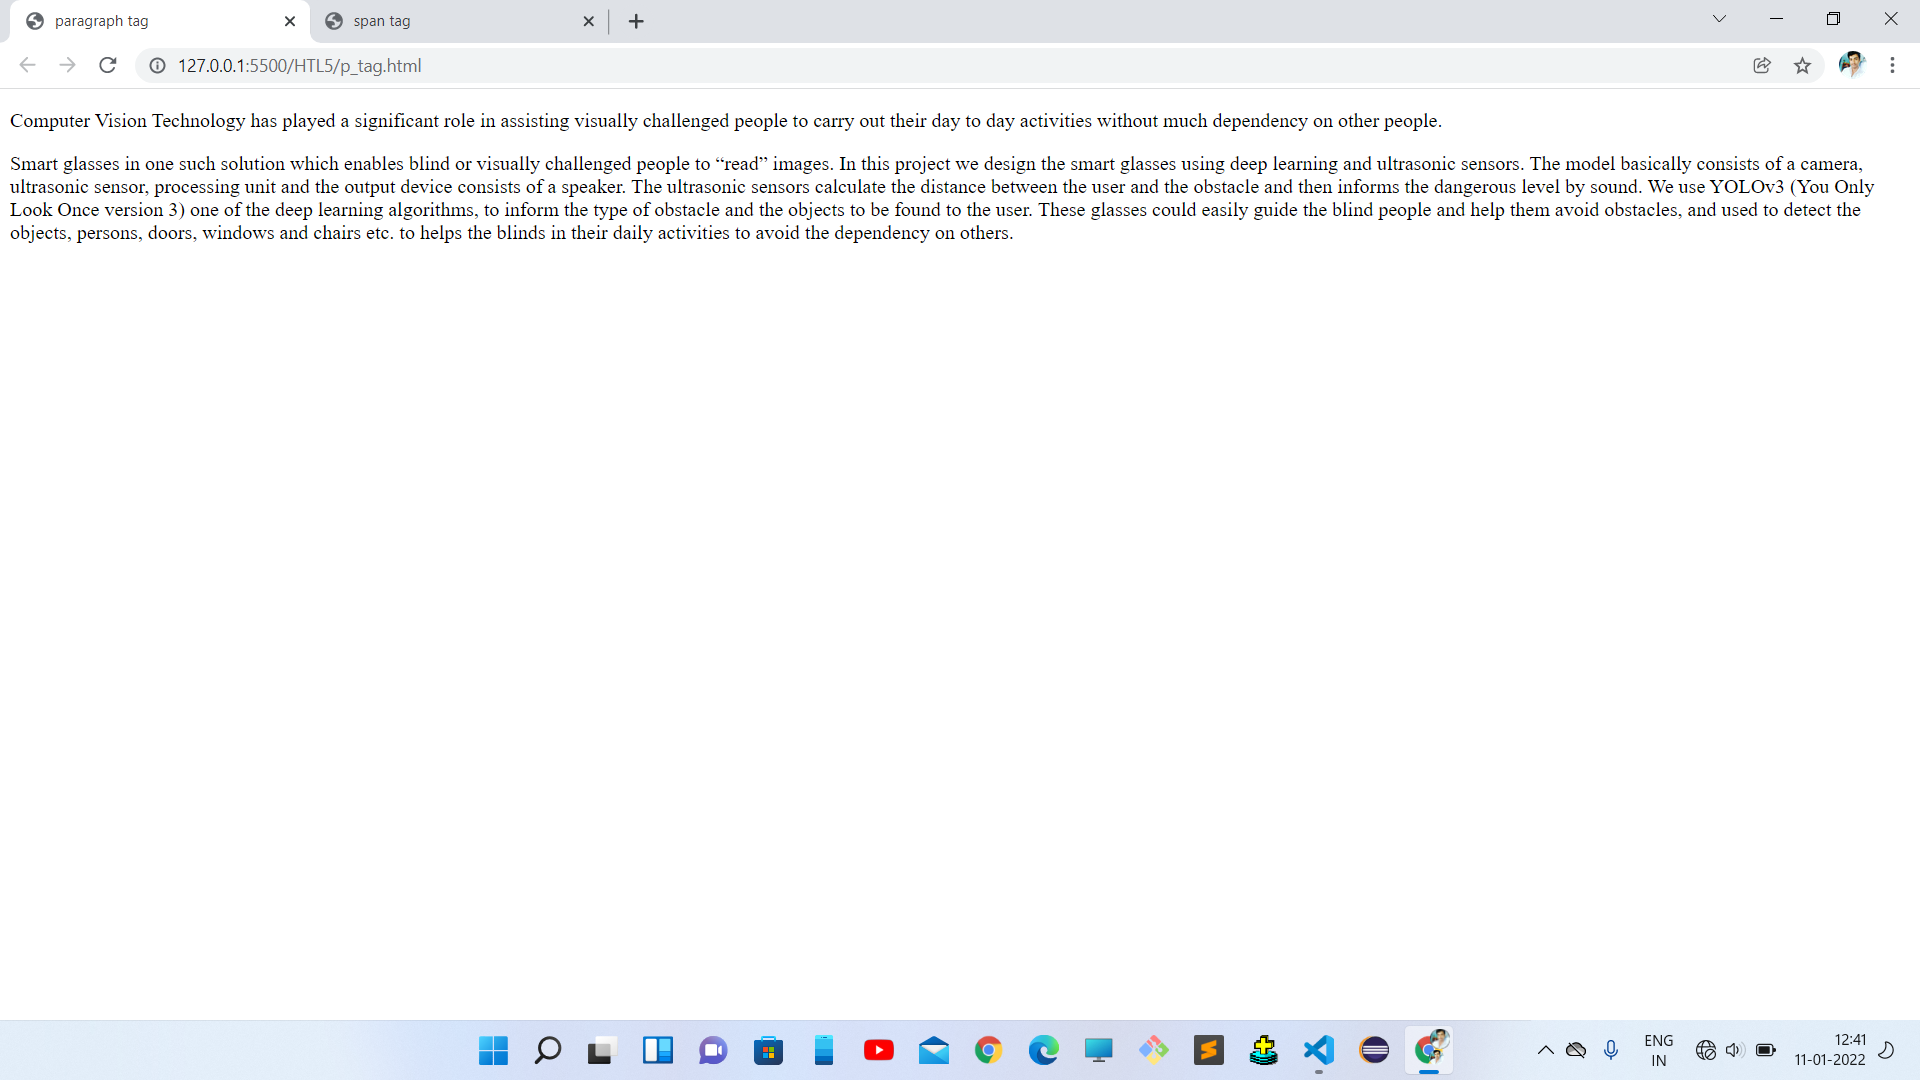 paragraph tag
span tag
127.0.0.1:5500/HTL5/p_tag.html
Computer Vision Technology has played a significant role in assisting visually challenged people to carry out their day to day activities without much dependency on other people.
Smart glasses in one such solution which enables blind or visually challenged people to “read” images. In this project we design the smart glasses using deep learning and ultrasonic sensors. The model basically consists of a camera,
ultrasonic sensor, processing unit and the output device consists of a speaker. The ultrasonic sensors calculate the distance between the user and the obstacle and then informs the dangerous level by sound. We use YOLOv3 (You Only
Look Once version 3) one of the deep learning algorithms, to inform the type of obstacle and the objects to be found to the user. These glasses could easily guide the blind people and help them avoid obstacles, and used to detect the
objects, persons, doors, windows and chairs etc. to helps the blinds in their daily activities to avoid the dependency on others.
ENG
IN
12:41
11-01-2022